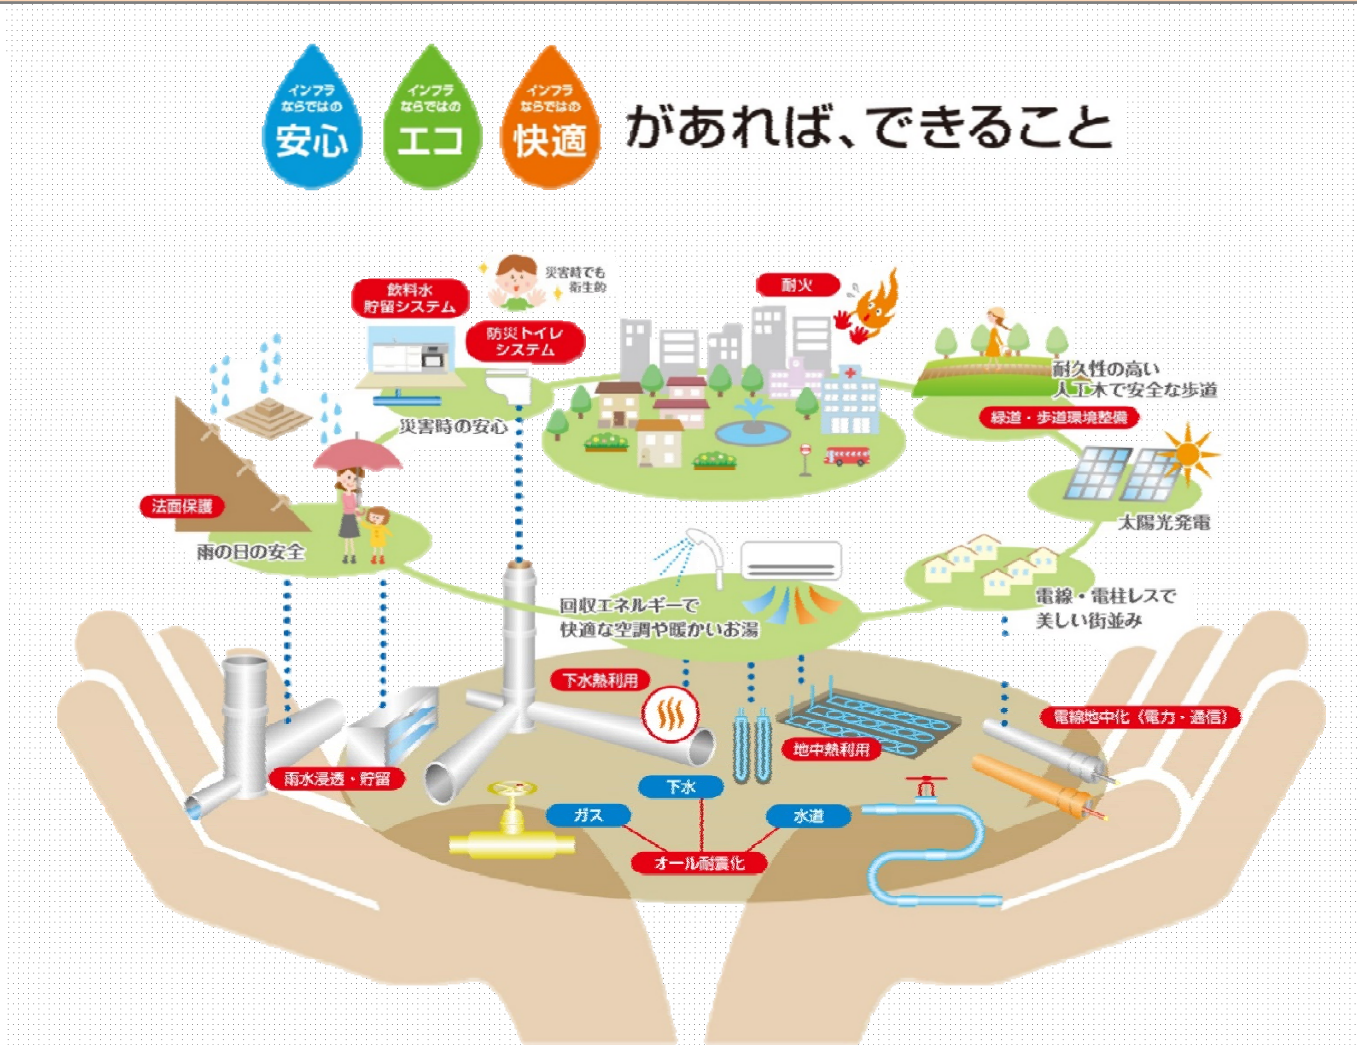 インフラ
ならではの
安心
インフラ
ならではの
エコ
インフラ
ならではの
快適
があれば、できること
飲料水
貯留システム
災害時でも
衛生的
防災トイレ
システム
耐火
災害時の安心
耐久性の高い
人工木で安全な歩道
緑道・歩道環境整備
法面保護
雨の日の安全
太陽光発電
回収エネルギーで
快適な空調や暖かいお湯
電線・電柱レスで
美しい街並み
下水熱利用
電線地中化（電力・通信）
地中熱利用
雨水浸透・貯留
下水
ガス
水道
オール耐震化